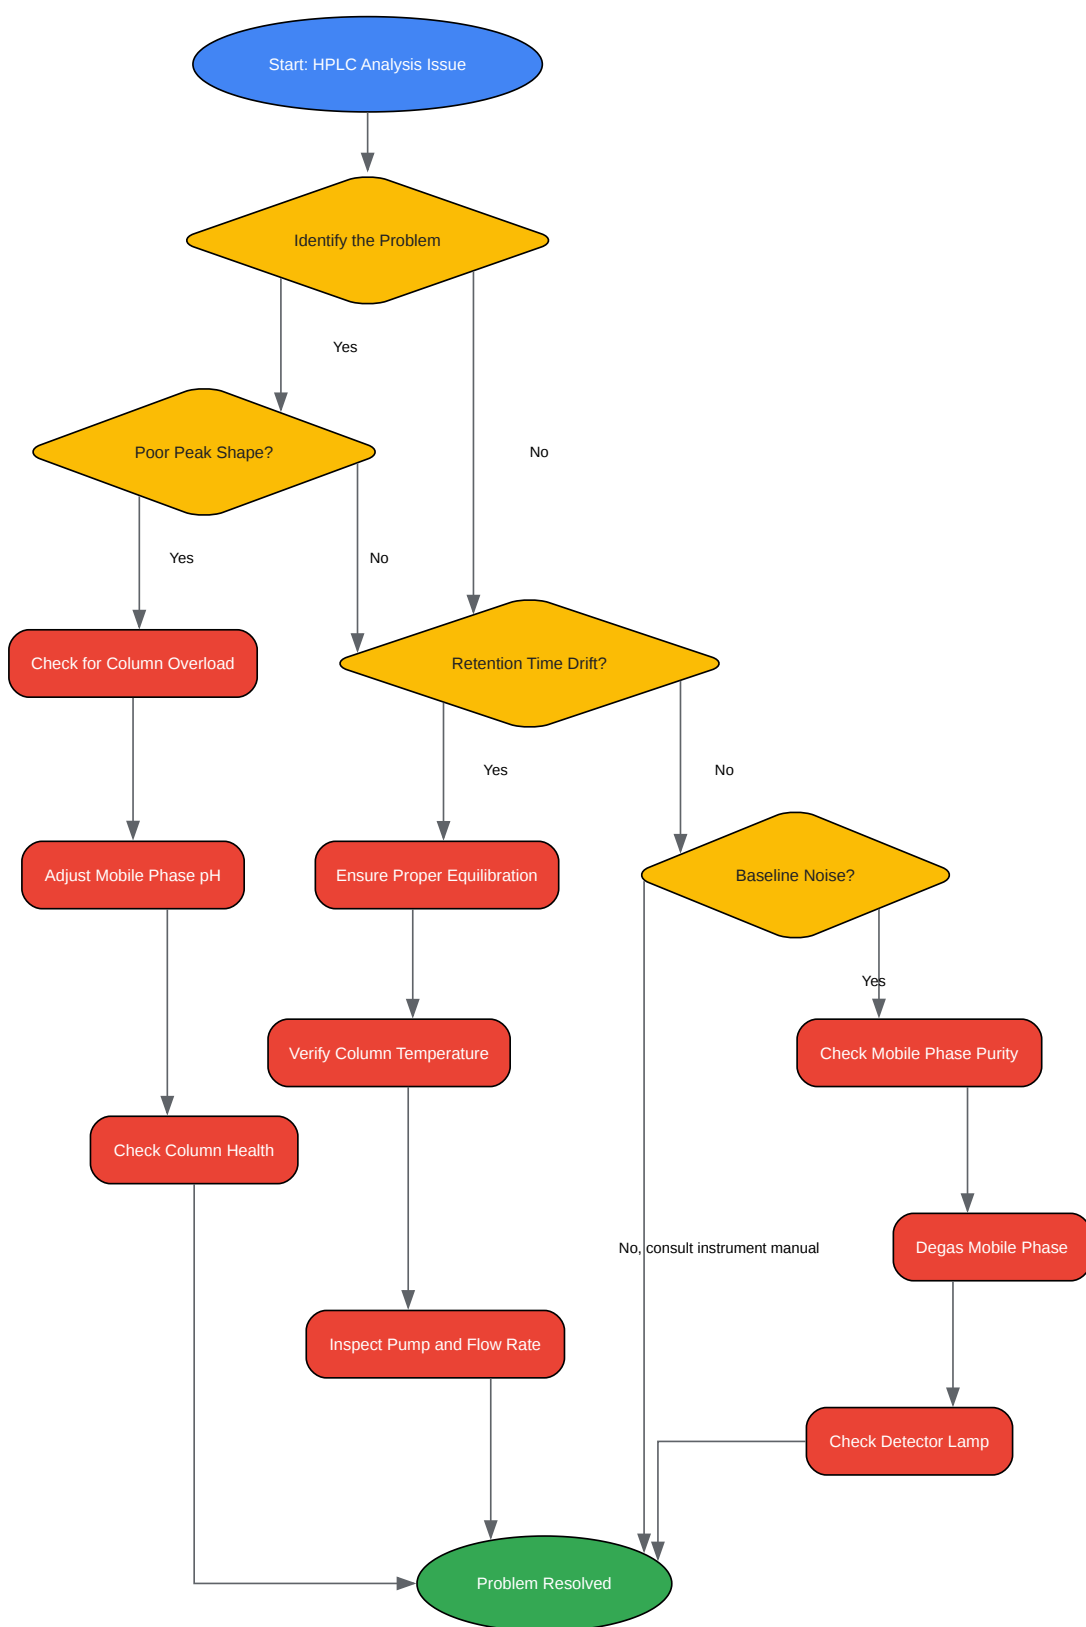 Start: HPLC Analysis Issue
Identify the Problem
Yes
Poor Peak Shape?
No
Yes
No
Check for Column Overload
Retention Time Drift?
Yes
No
Adjust Mobile Phase pH
Ensure Proper Equilibration
Baseline Noise?
Yes
Verify Column Temperature
Check Mobile Phase Purity
Check Column Health
No, consult instrument manual
Degas Mobile Phase
Inspect Pump and Flow Rate
Check Detector Lamp
Problem Resolved